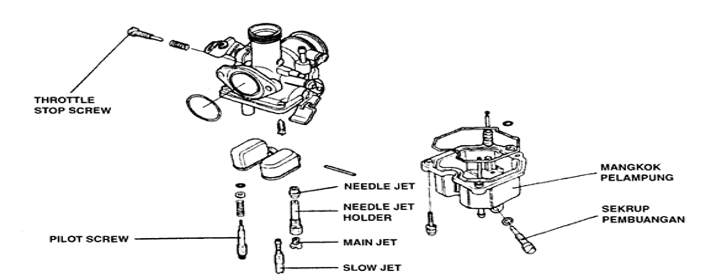 THROTTLE
STOP SCREW
NEEDLE JET
NEEDLE JET
HOLDER
PILOT SCREW
MAIN JET
SLOW JET
MANGKOK
PELAMPUNG
SEKRUP
PEMBUANGAN